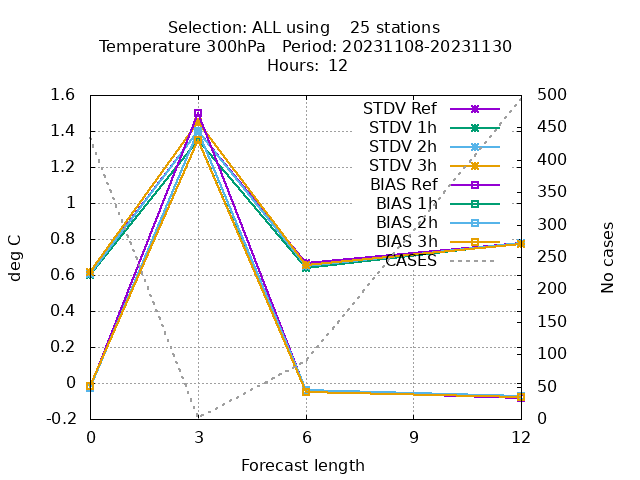 Selection: ALL using    25 stations
Temperature 300hPa   Period: 20231108-20231130
Hours:  12
1.6
1.4
1.2
1
0.8
0.6
0.4
0.2
0
-0.2
deg C
500
450
400
350
300
250
200
150
100
50
0
No cases
STDV Ref
STDV 1h
STDV 2h
STDV 3h
BIAS Ref
BIAS 1h
BIAS 2h
BIAS 3h
CASES
0
3
6
9
12
Forecast length